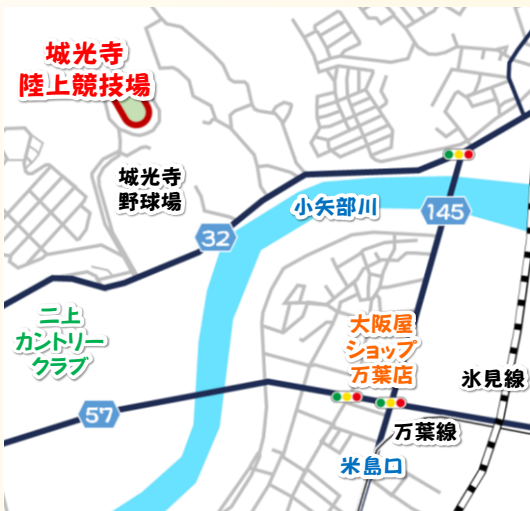 城光寺
陸上競技場
城光寺
野球場
小矢部川
145
32
二上
カントリー
クラブ
大阪屋
ショップ
万葉店
氷見線
57
万葉線
米島口